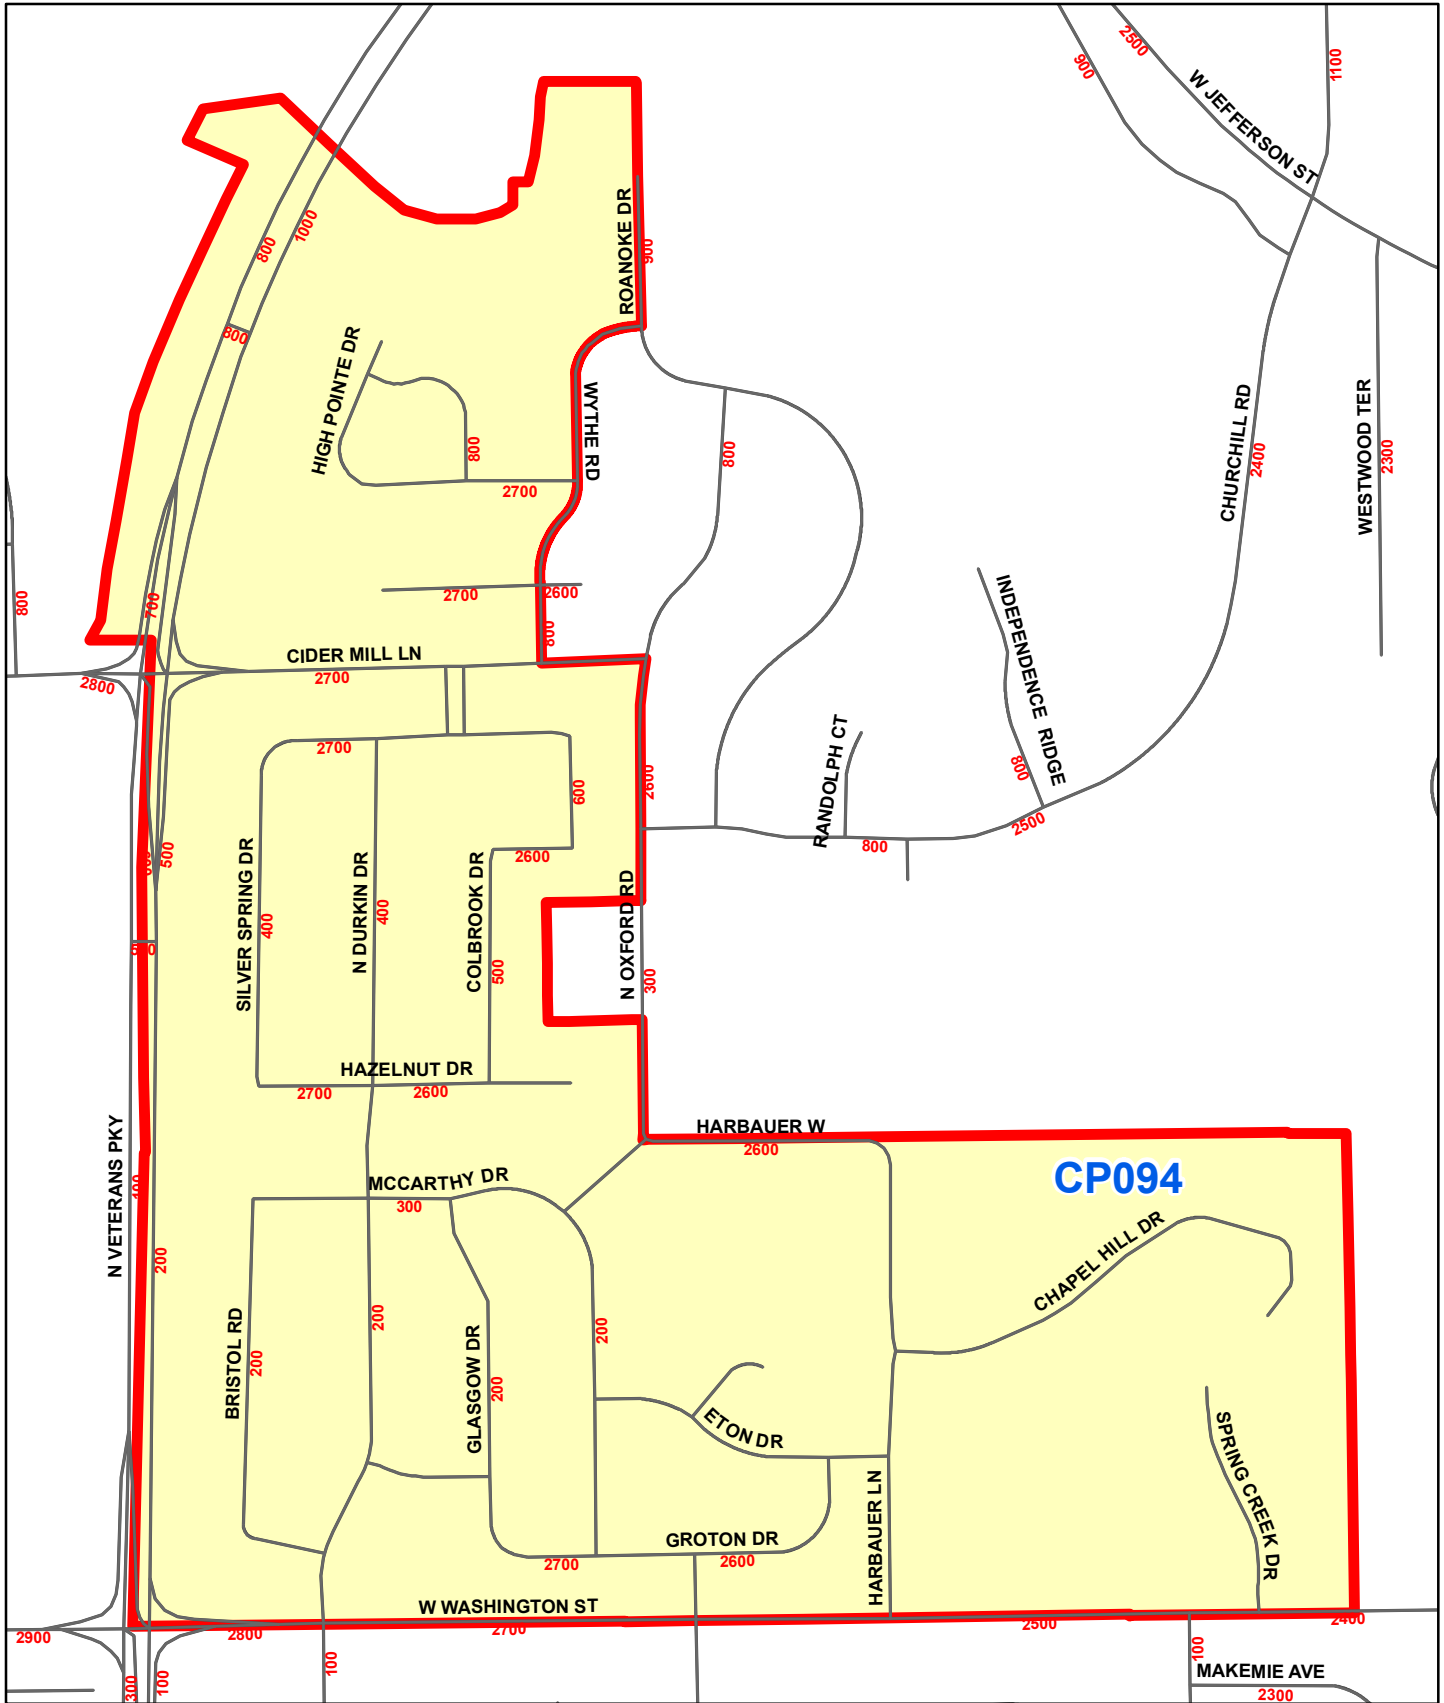 2500
900
1100
W JEFFERSON ST
ROANOKE DR
1000
800
900
800
HIGH POINTE DR
WYTHE RD
CHURCHILL RD
WESTWOOD TER
800
800
2400
2300
2700
2700
2600
800
700
800
INDEPENDENCE RIDGE
CIDER MILL LN
2700
2800
2700
RANDOLPH CT
800
2600
600
2500
800
2600
500
SILVER SPRING DR
N DURKIN DR
COLBROOK DR
N OXFORD RD
400
400
500
300
HAZELNUT DR
2700
2600
N VETERANS PKY
HARBAUER W
2600
CP094
MCCARTHY DR
300
400
200
CHAPEL HILL DR
BRISTOL RD
200
200
GLASGOW DR
200
200
ETON DR
SPRING CREEK DR
HARBAUER LN
GROTON DR
2700
2600
W WASHINGTON ST
2900
2800
2700
2500
2400
300
100
100
100
MAKEMIE AVE
2300